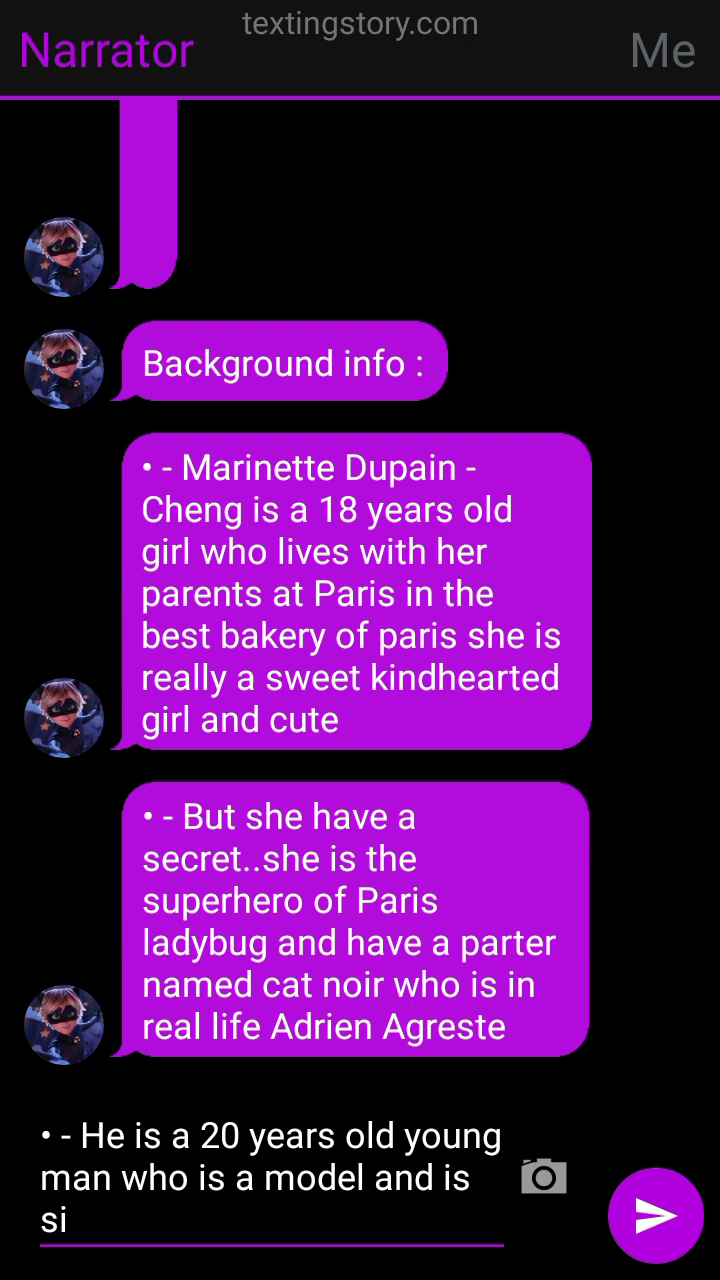 textingstory.com
Narrator
Me
Background info :
• - Marinette Dupain -
Cheng is a 18 years old
girl who lives with her
parents at Paris in the
best bakery of paris she is
really a sweet kindhearted
girl and cute
• - But she have a
secret..she is the
superhero of Paris
ladybug and have a parter
named cat noir who is in
real life Adrien Agreste
• - He is a 20 years old young
man who is a model and is
si